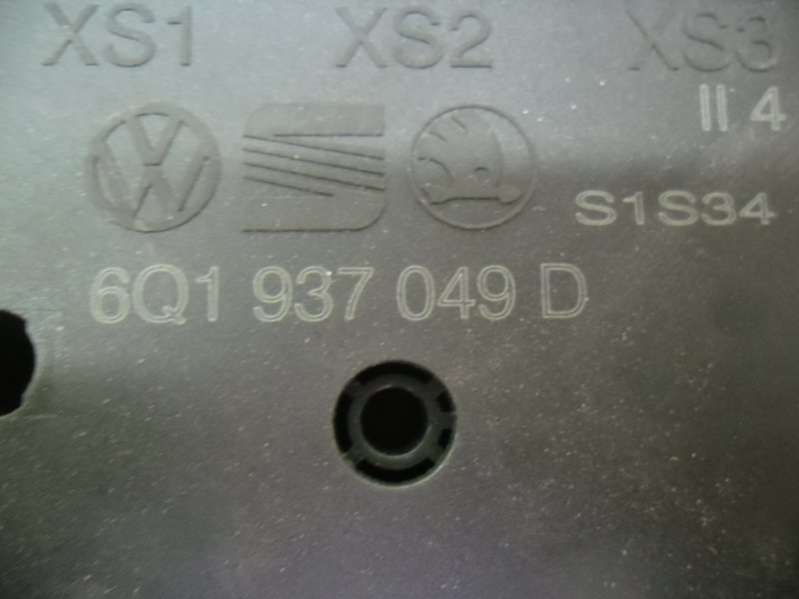 XS1 XS2 XS3
II 4
S1S34
6Q1 937 049 D